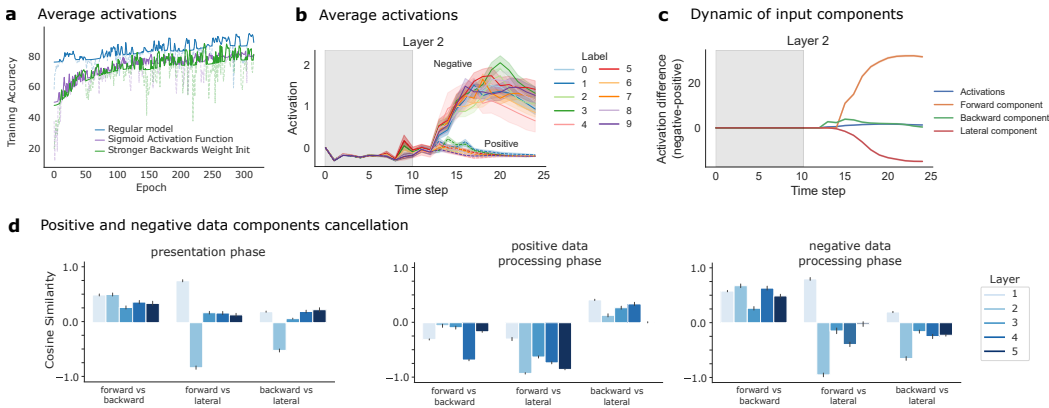 a Average activations
Training Accuracy
80
60
40
20
Regular model
Sigmoid Activation Function
Stronger Backwards Weight Init
0 50 100 150 200 250 300
Epoch
b Average activations
Layer 2
Activation
2
1
0
Negative
Positive
0 5 10 15 20 25
Time step
Label
0 5
1 6
2 7
3 8
4 9
c Dynamic of input components
Layer 2
Activation difference
(negative-positive)
20
0
Activations
Forward component
Backward component
Lateral component
0 5 10 15 20 25
Time step
d Positive and negative data components cancellation
presentation phase
Cosine Similarity
1.0
0.0
−1.0
forward vs backward
forward vs lateral
backward vs lateral
positive data
processing phase
1.0
0.0
−1.0
forward vs backward
forward vs lateral
backward vs lateral
negative data
processing phase
1.0
0.0
−1.0
forward vs backward
forward vs lateral
backward vs lateral
Layer
1
2
3
4
5